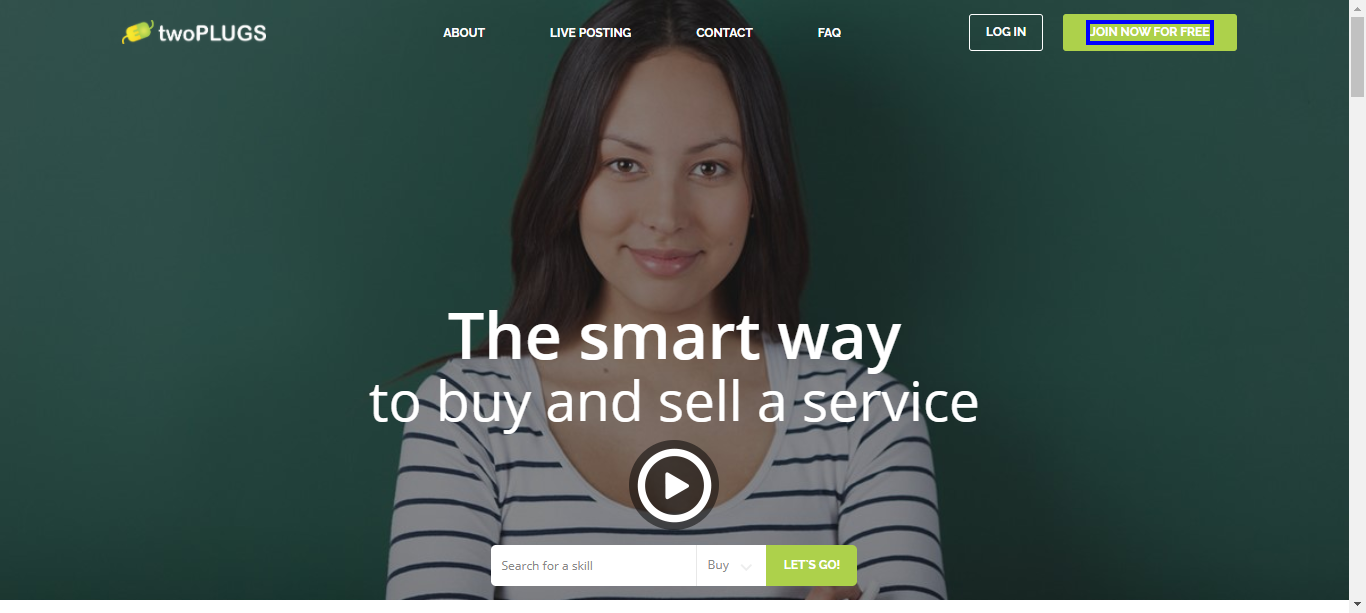 twoPLUGS
ABOUT
LIVE POSTING
CONTACT
FAQ
LOG IN
JOIN NOW FOR FREE
The smart way
to buy and sell a service
Search for a skill
Buy
LET'S GO!